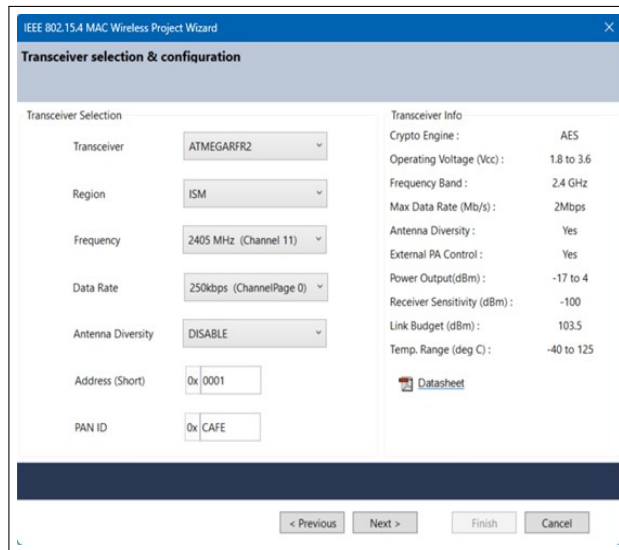 IEEE 802.15.4 MAC Wireless Project Wizard
Transceiver selection & configuration
Transceiver Selection
Transceiver ATMEGARFR2
Region ISM
Frequency 2405 MHz (Channel 11)
Data Rate 250kbps (ChannelPage 0)
Antenna Diversity DISABLE
Address (Short) 0x 0001
PAN ID 0x CAFE
Transceiver Info
Crypto Engine : AES
Operating Voltage (Vcc) : 1.8 to 3.6
Frequency Band : 2.4 GHz
Max Data Rate (Mb/s) : 2Mbps
Antenna Diversity : Yes
External PA Control : Yes
Power Output(dBm) : -17 to 4
Receiver Sensitivity (dBm) : -100
Link Budget (dBm) : 103.5
Temp. Range (deg C) : -40 to 125
Datasheet
< Previous Next > Finish Cancel